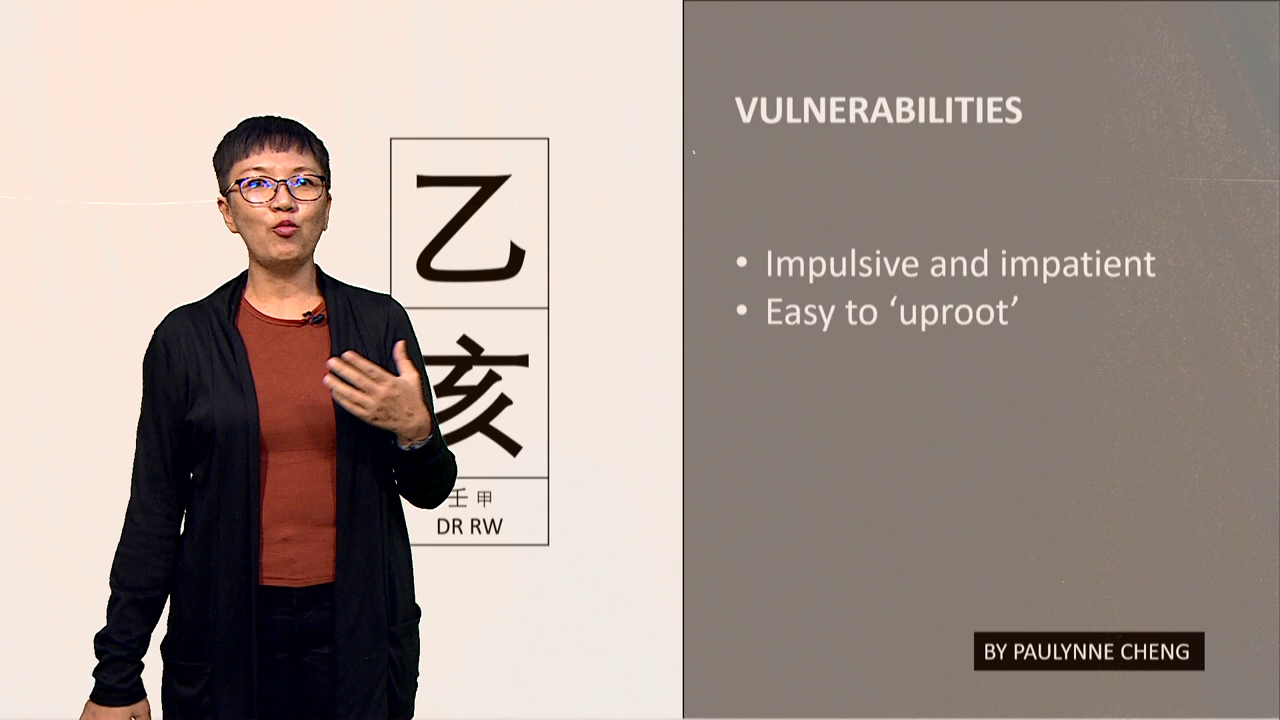 乙
亥
壬 甲
DR RW
VULNERABILITIES
• Impulsive and impatient
• Easy to ‘uproot’
BY PAULYNNE CHENG